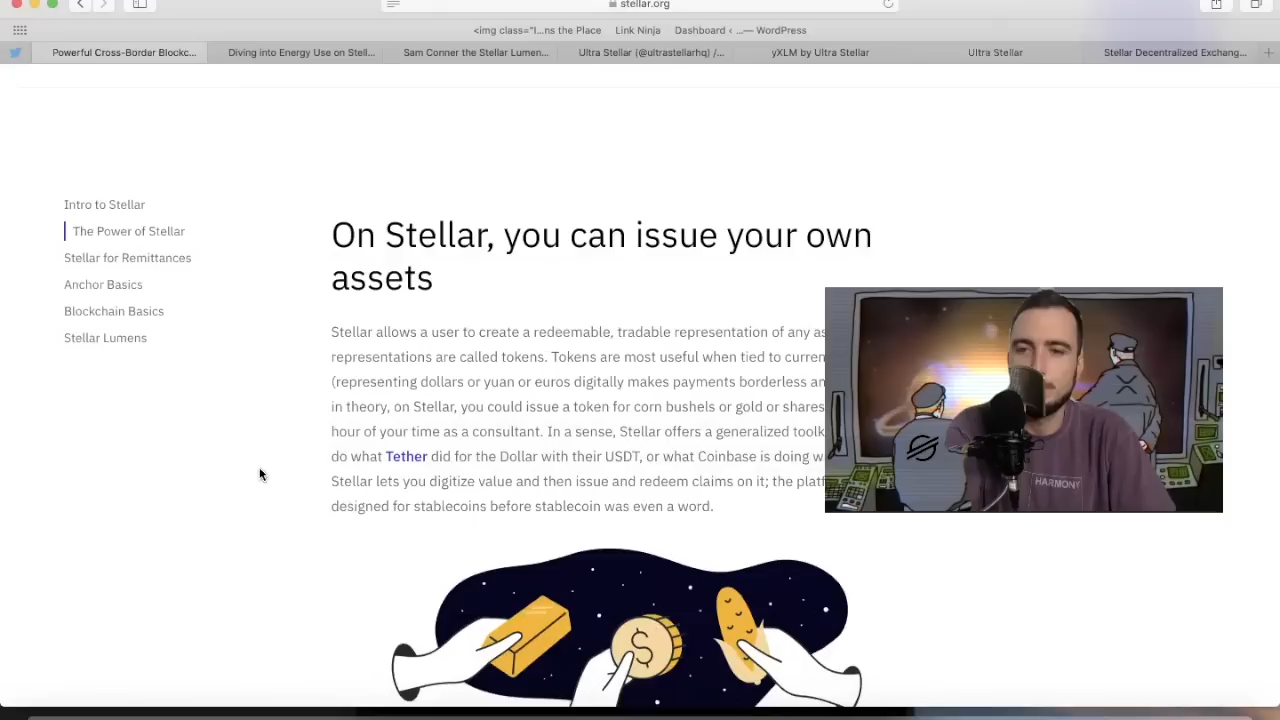 stellar.org
<img class="l...ns the Place
Link Ninja
Dashboard ‹ ...— WordPress
Powerful Cross-Border Blockc...
Diving into Energy Use on Stell...
Sam Conner the Stellar Lumen...
Ultra Stellar (@ultrastellarhq) /...
yXLM by Ultra Stellar
Ultra Stellar
Stellar Decentralized Exchang...
Intro to Stellar
The Power of Stellar
Stellar for Remittances
Anchor Basics
Blockchain Basics
Stellar Lumens
On Stellar, you can issue your own
assets
Stellar allows a user to create a redeemable, tradable representation of any
representations are called tokens. Tokens are most useful when tied to
(representing dollars or yuan or euros digitally makes payments borderless
in theory, on Stellar, you could issue a token for corn bushels or gold or shares
hour of your time as a consultant. In a sense, Stellar offers a generalized
do what Tether did for the Dollar with their USDT, or what Coinbase is doing
Stellar lets you digitize value and then issue and redeem claims on it; the
designed for stablecoins before stablecoin was even a word.
HARMONY
$